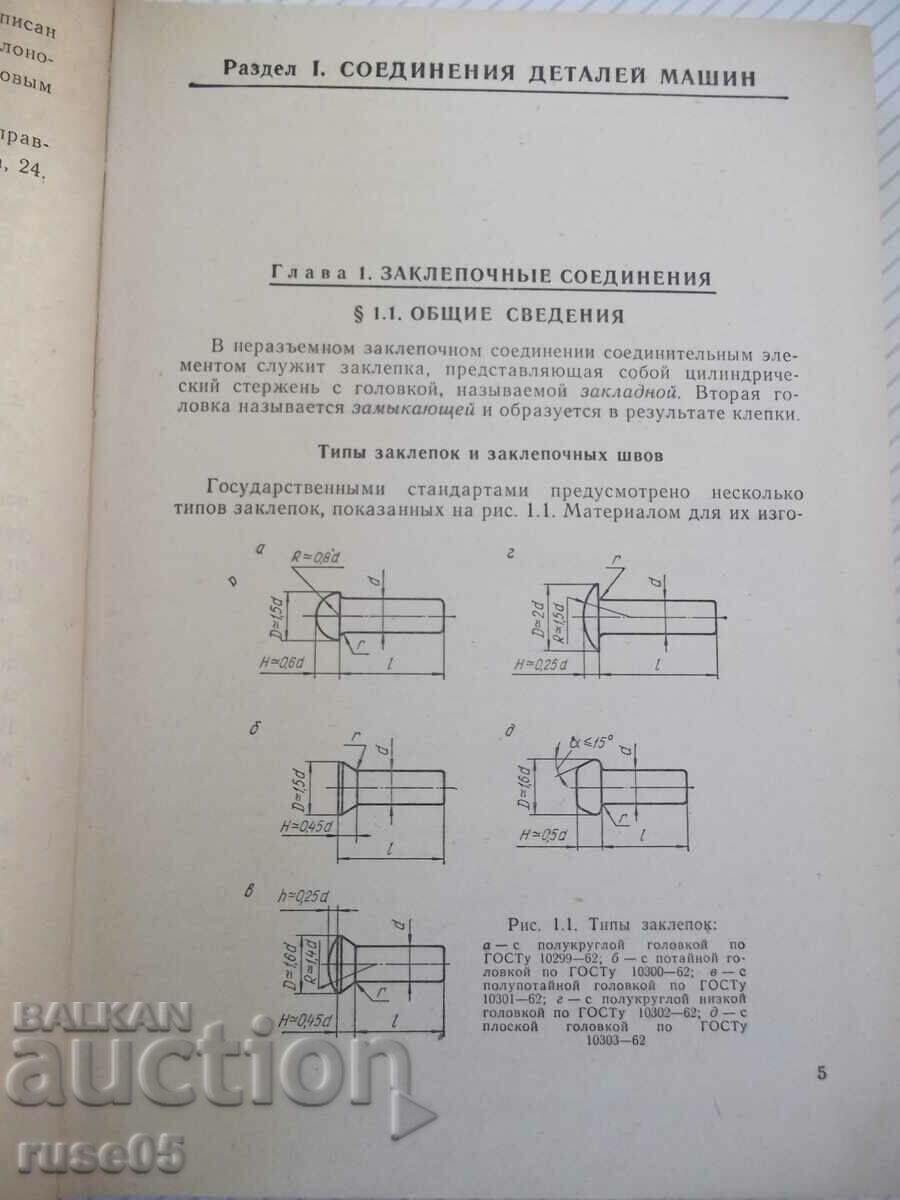 писан
лоно-
овым
прав-
, 24.
Раздел I. СОЕДИНЕНИЯ ДЕТАЛЕЙ МАШИН
Глава 1. ЗАКЛЕПОЧНЫЕ СОЕДИНЕНИЯ
§ 1.1. ОБЩИЕ СВЕДЕНИЯ
В неразъемном заклепочном соединении соединительным эле-
ментом служит заклепка, представляющая собой цилиндриче-
ский стержень с головкой, называемой закладной. Вторая го-
ловка называется замыкающей и образуется в результате клепки.
Типы заклепок и заклепочных швов
Государственными стандартами предусмотрено несколько
типов заклепок, показанных на рис. 1.1. Материалом для их изго-
а
R≃0,8d
d
D≃1,5d
r
H≃0,6d
l
г
r
d
D≃2d
R≃1,5d
H≃0,25d
l
б
r
d
D≃1,5d
H≃0,45d
l
д
α≤15°
d
D≃1,6d
r
H≃0,5d
l
в
h≃0,25d
d
D≃1,6d
R≃1,4d
r
H≃0,45d
l
Рис. 1.1. Типы заклепок:
а — с полукруглой головкой по
ГОСТу 10299—62; б — с потайной го-
ловкой по ГОСТу 10300—62; в — с
полупотайной головкой по ГОСТу
10301—62; г — с полукруглой низкой
головкой по ГОСТу 10302—62; д — с
плоской головкой по ГОСТу
10303—62
5
BALKAN
auction
ruse05